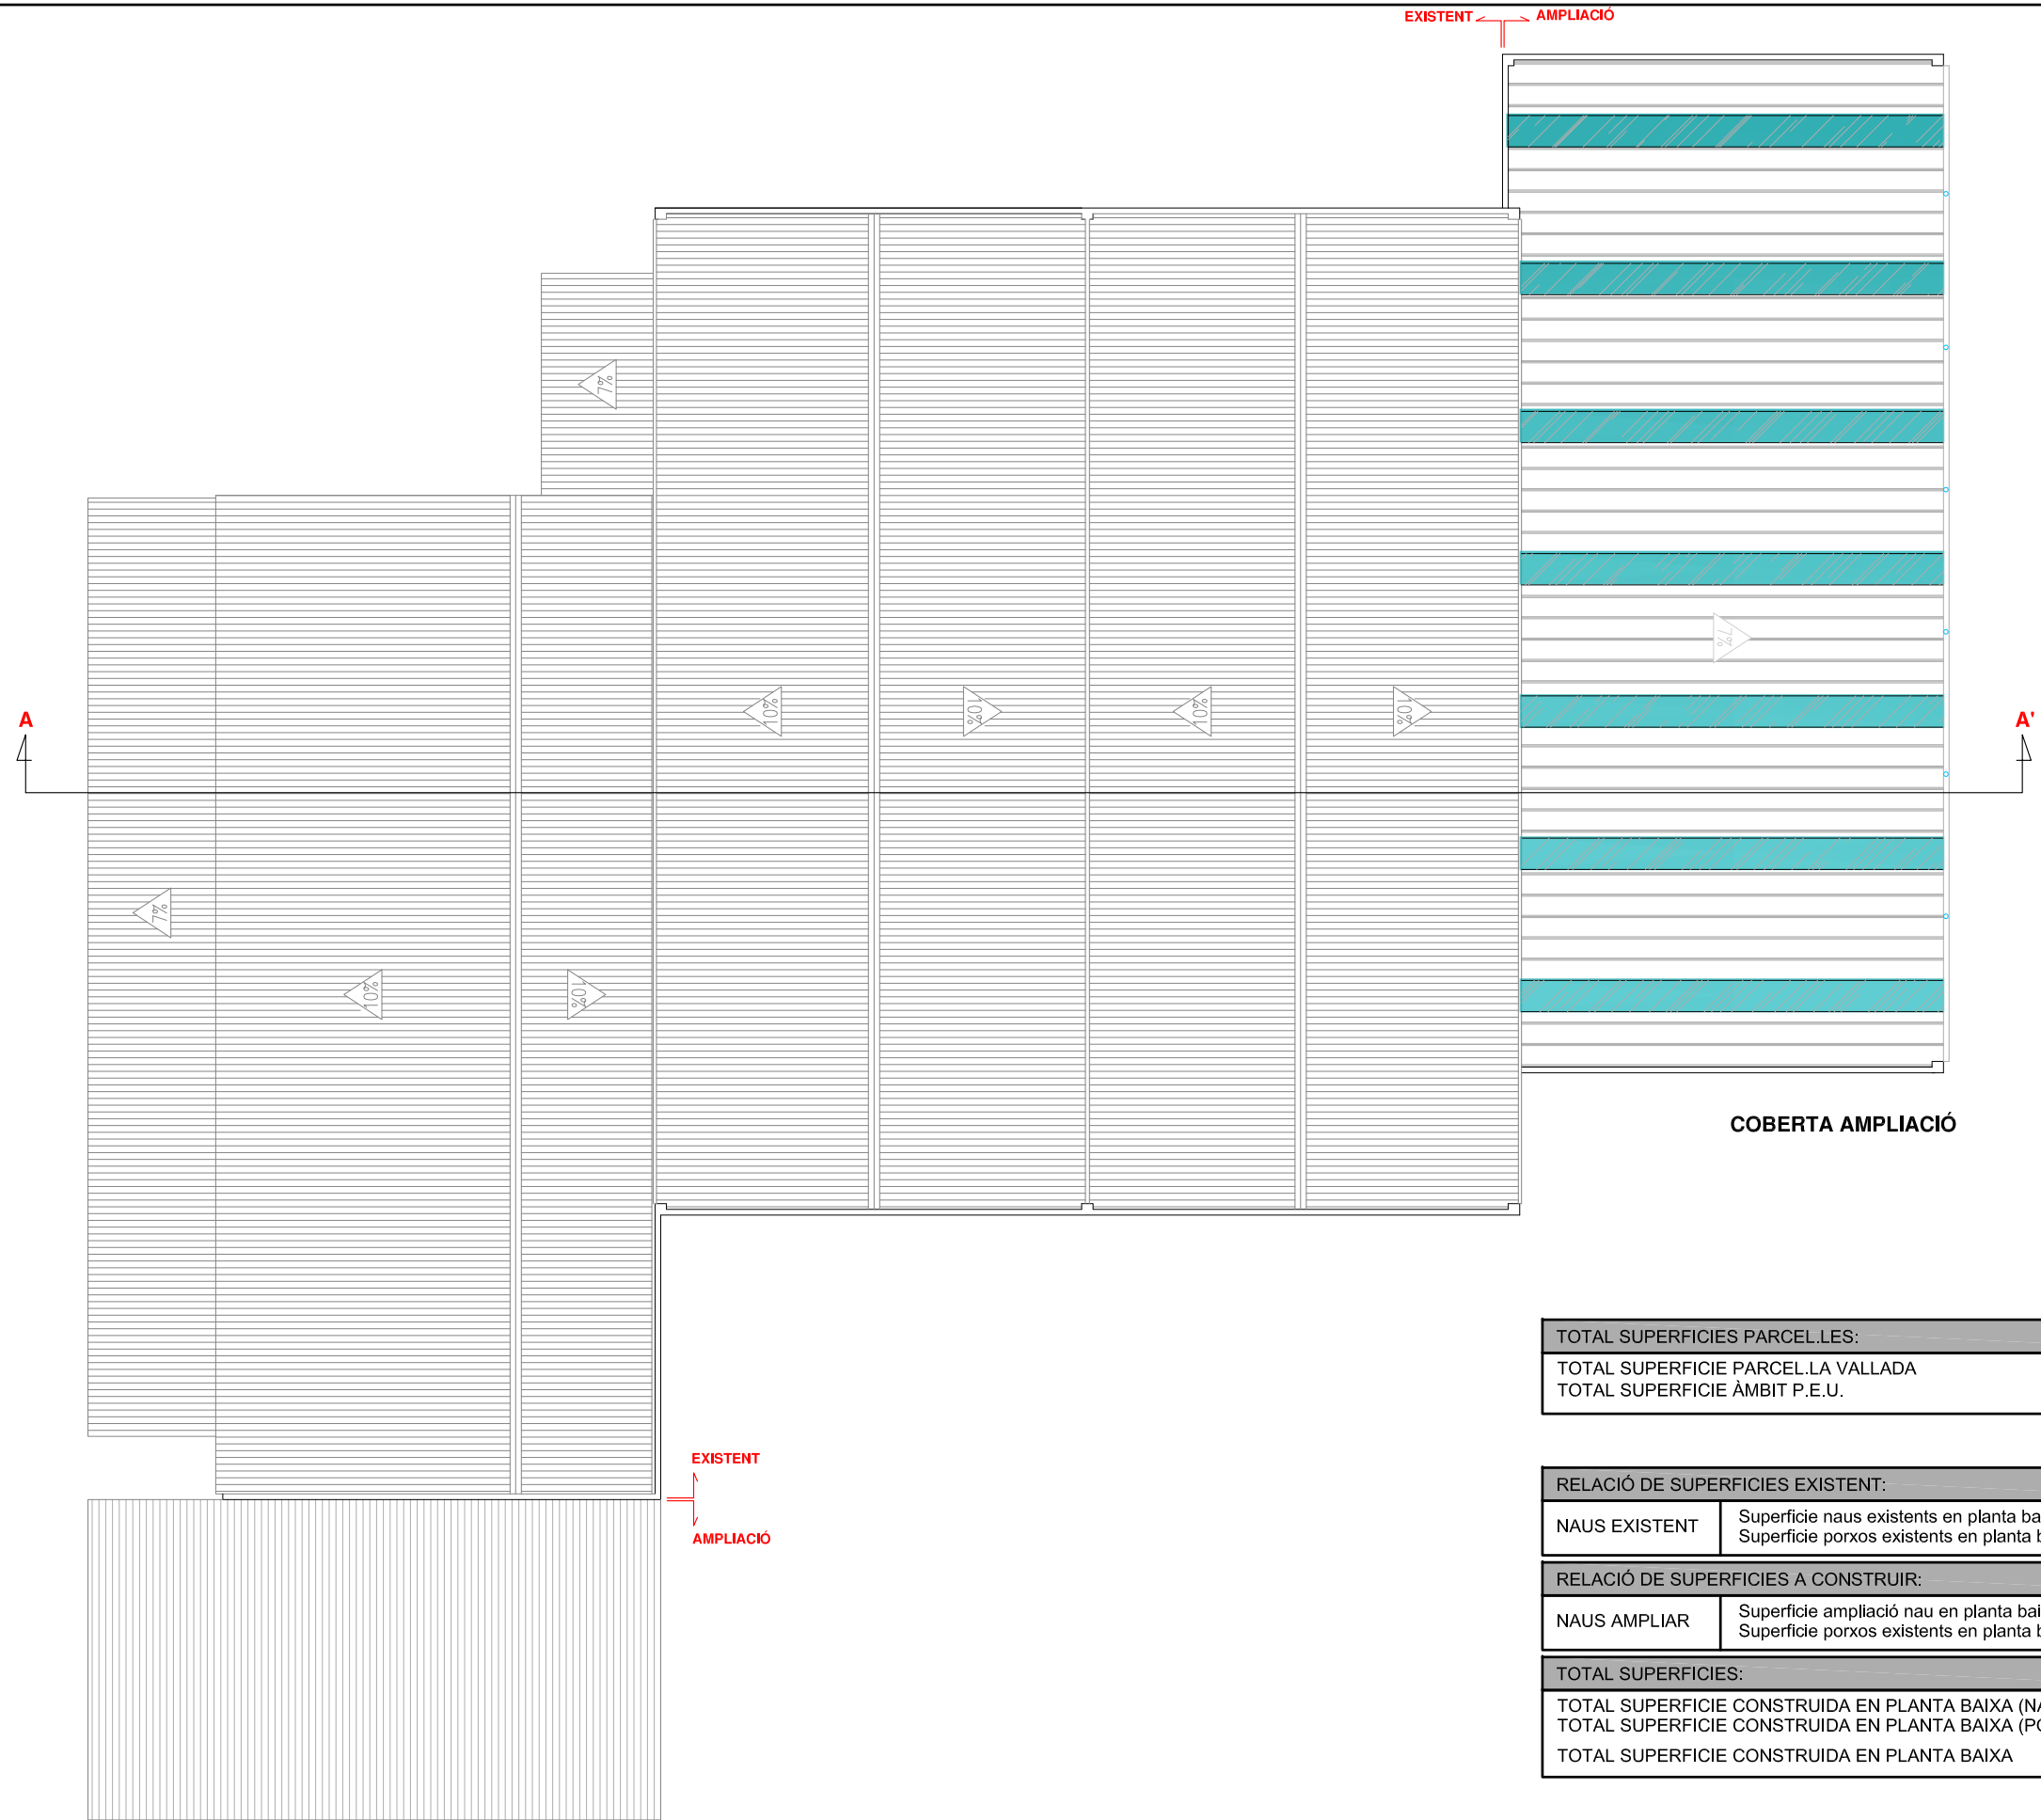 EXISTENT AMPLIACIÓ
7%
7%
10%
10%
10%
10%
A
A'
7%
10%
10%
COBERTA AMPLIACIÓ
EXISTENT
AMPLIACIÓ
TOTAL SUPERFICIES PARCEL.LES:
TOTAL SUPERFICIE PARCEL.LA VALLADA
TOTAL SUPERFICIE ÀMBIT P.E.U.
RELACIÓ DE SUPERFICIES EXISTENT:
NAUS EXISTENT
Superficie naus existents en planta ba
Superficie porxos existents en planta b
RELACIÓ DE SUPERFICIES A CONSTRUIR:
NAUS AMPLIAR
Superficie ampliació nau en planta bai
Superficie porxos existents en planta b
TOTAL SUPERFICIES:
TOTAL SUPERFICIE CONSTRUIDA EN PLANTA BAIXA (NA
TOTAL SUPERFICIE CONSTRUIDA EN PLANTA BAIXA (PO
TOTAL SUPERFICIE CONSTRUIDA EN PLANTA BAIXA